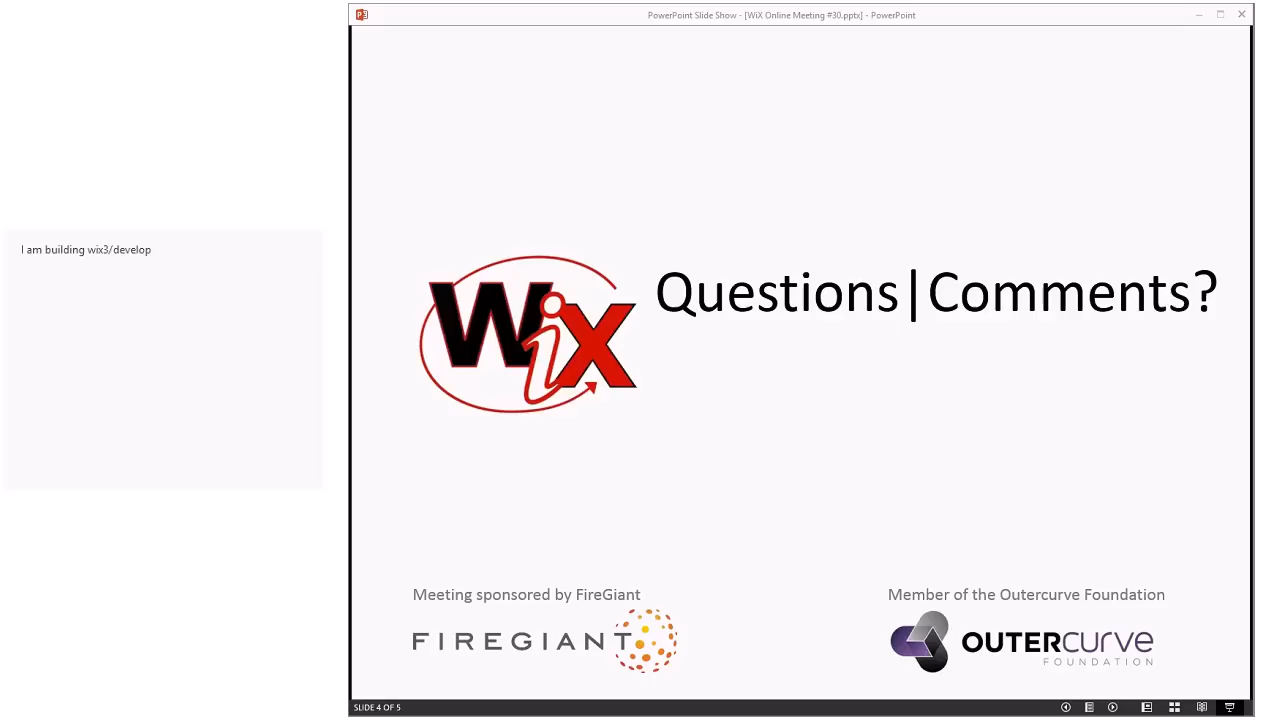 PowerPoint Slide Show - [WiX Online Meeting #30.pptx] - PowerPoint
I am building wix3/develop
WiX
Questions|Comments?
Meeting sponsored by FireGiant
FIREGIANT
Member of the Outercurve Foundation
OUTERCURVE
FOUNDATION
SLIDE 4 OF 5